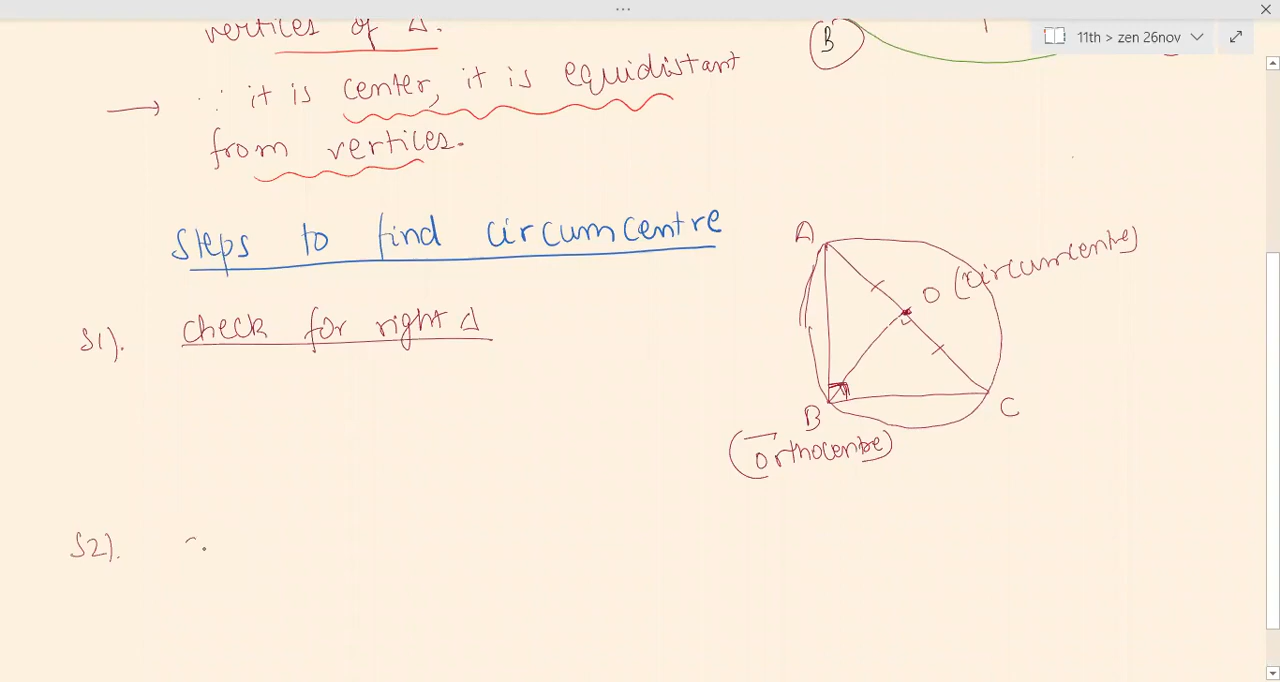 vertices of Δ.
11th > zen 26nov
B
→ ∵ it is center, it is equidistant
from vertices.
Steps to find circumcentre
A
O (circumcentre)
S1). check for right Δ
B
C
(orthocentre)
S2). ∵